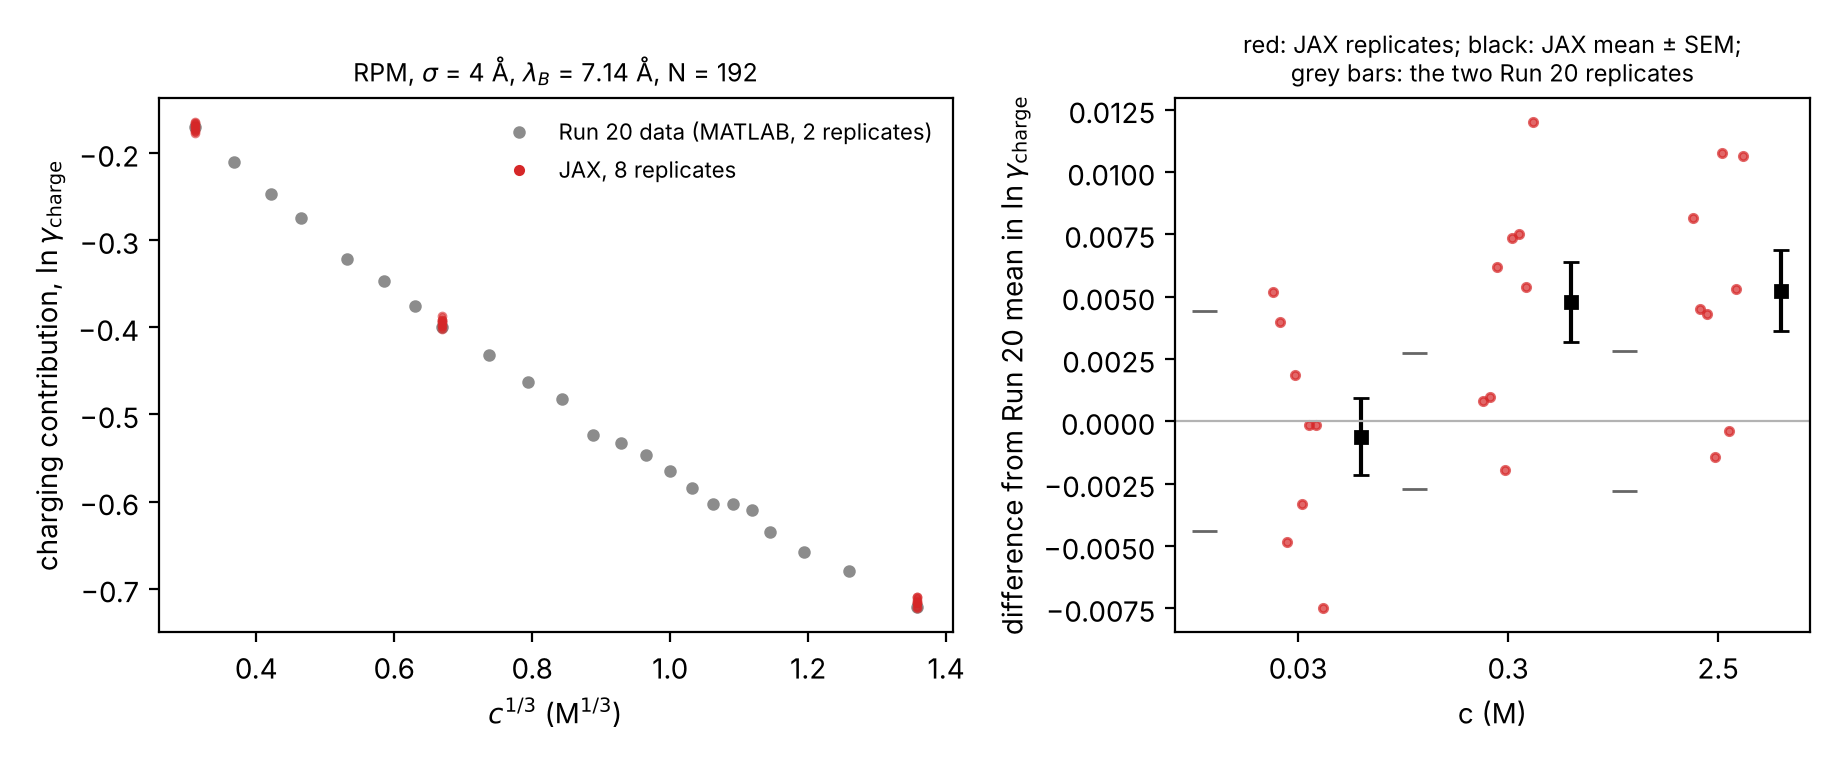 RPM, σ = 4 Å, λ_B = 7.14 Å, N = 192
Run 20 data (MATLAB, 2 replicates)
JAX, 8 replicates
charging contribution, ln γ_charge
−0.2
−0.3
−0.4
−0.5
−0.6
−0.7
0.4 0.6 0.8 1.0 1.2 1.4
c^{1/3} (M^{1/3})
red: JAX replicates; black: JAX mean ± SEM;
grey bars: the two Run 20 replicates
difference from Run 20 mean in ln γ_charge
0.0125
0.0100
0.0075
0.0050
0.0025
0.0000
−0.0025
−0.0050
−0.0075
0.03 0.3 2.5
c (M)